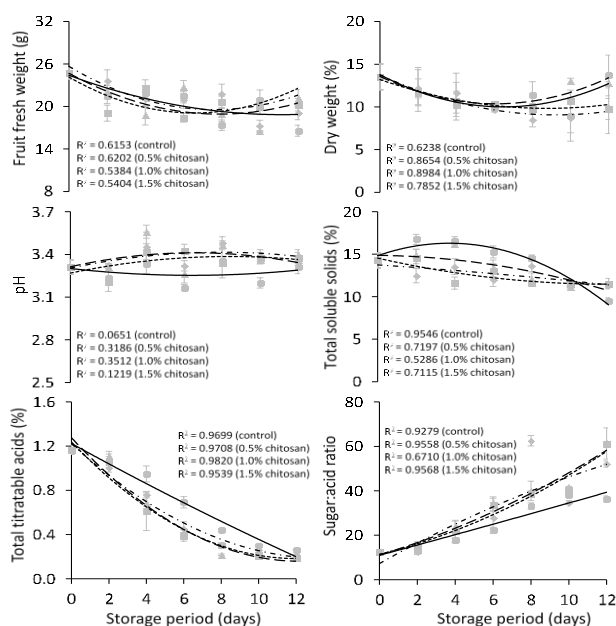 Fruit fresh weight (g)
28
23
18
13
8
R² = 0.6153 (control)
R² = 0.6202 (0.5% chitosan)
R² = 0.5384 (1.0% chitosan)
R² = 0.5404 (1.5% chitosan)
Dry weight (%)
20
15
10
5
0
R² = 0.6238 (control)
R² = 0.8654 (0.5% chitosan)
R² = 0.8984 (1.0% chitosan)
R² = 0.7852 (1.5% chitosan)
pH
3.7
3.4
3.1
2.8
2.5
R² = 0.0651 (control)
R² = 0.3186 (0.5% chitosan)
R² = 0.3512 (1.0% chitosan)
R² = 0.1219 (1.5% chitosan)
Total soluble solids (%)
20
15
10
5
0
R² = 0.9546 (control)
R² = 0.7197 (0.5% chitosan)
R² = 0.5286 (1.0% chitosan)
R² = 0.7115 (1.5% chitosan)
Total titratable acids (%)
1.6
1.2
0.8
0.4
0.0
R² = 0.9699 (control)
R² = 0.9708 (0.5% chitosan)
R² = 0.9820 (1.0% chitosan)
R² = 0.9539 (1.5% chitosan)
0 2 4 6 8 10 12
Storage period (days)
Sugar:acid ratio
80
60
40
20
0
R² = 0.9279 (control)
R² = 0.9558 (0.5% chitosan)
R² = 0.6710 (1.0% chitosan)
R² = 0.9568 (1.5% chitosan)
0 2 4 6 8 10 12
Storage period (days)